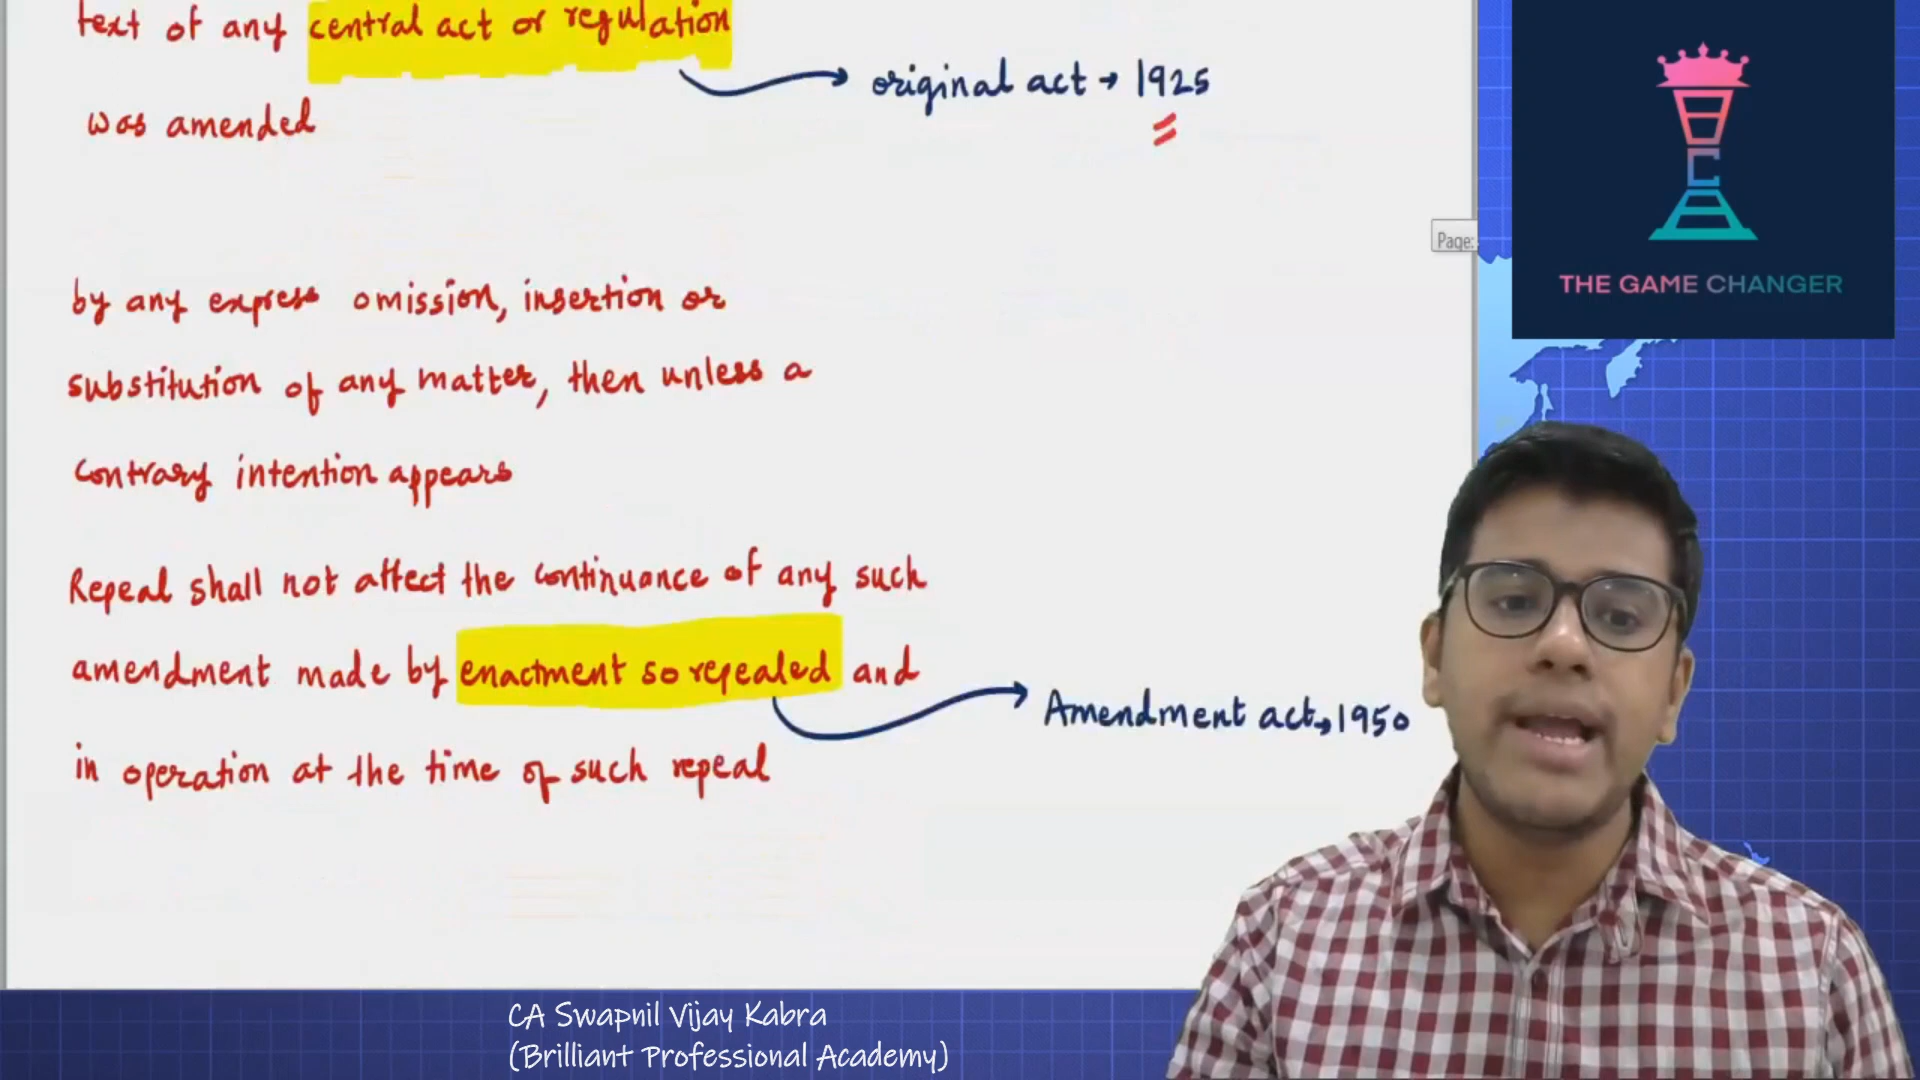 text of any central act or regulation
original act → 1925
was amended
Page:
THE GAME CHANGER
by any express omission, insertion or
substitution of any matter, then unless a
contrary intention appears
Repeal shall not affect the continuance of any such
amendment made by enactment so repealed and
Amendment act → 1950
in operation at the time of such repeal
CA Swapnil Vijay Kabra
(Brilliant Professional Academy)